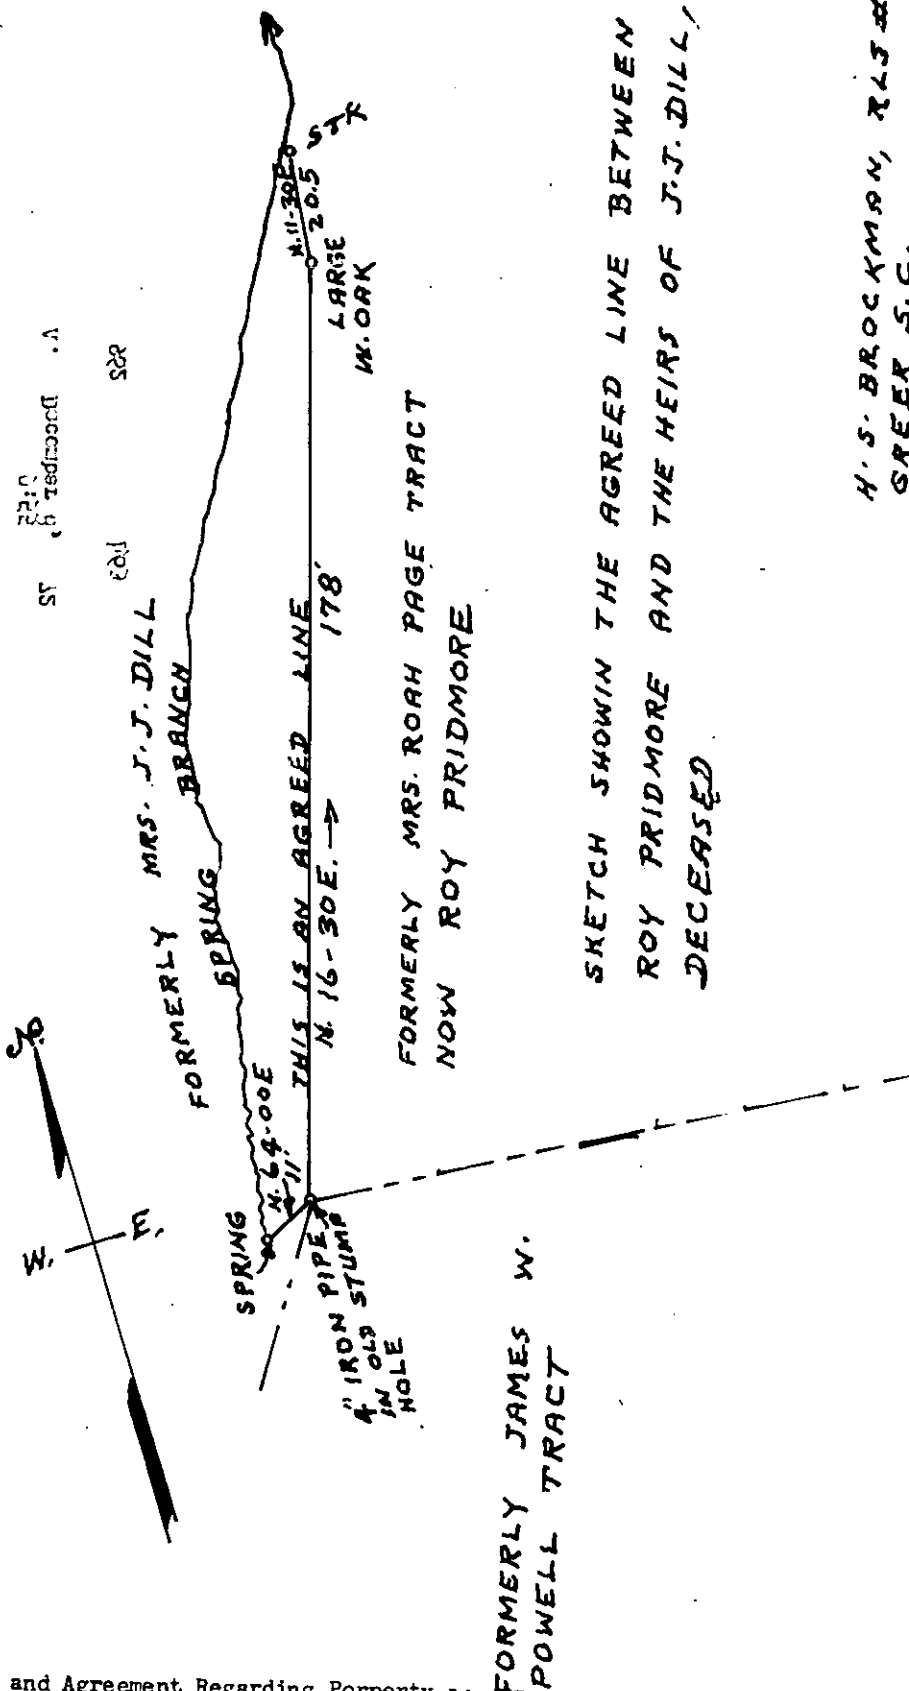 N.
W.
E.
FORMERLY MRS. J.J. DILL
SPRING BRANCH
SPRING
N. 64-00E
11'
THIS IS AN AGREED LINE
N. 16-30E. → 178'
N.11-30E
20.5
STK
LARGE
W. OAK
4" IRON PIPE
IN OLD STUMP
HOLE
FORMERLY MRS. ROAH PAGE TRACT
NOW ROY PRIDMORE
FORMERLY JAMES W.
POWELL TRACT
SKETCH SHOWIN THE AGREED LINE BETWEEN
ROY PRIDMORE AND THE HEIRS OF J.J. DILL,
DECEASED
H.S. BROCKMAN, RLS #
GREER S.C.
and Agreement Regarding Porperty